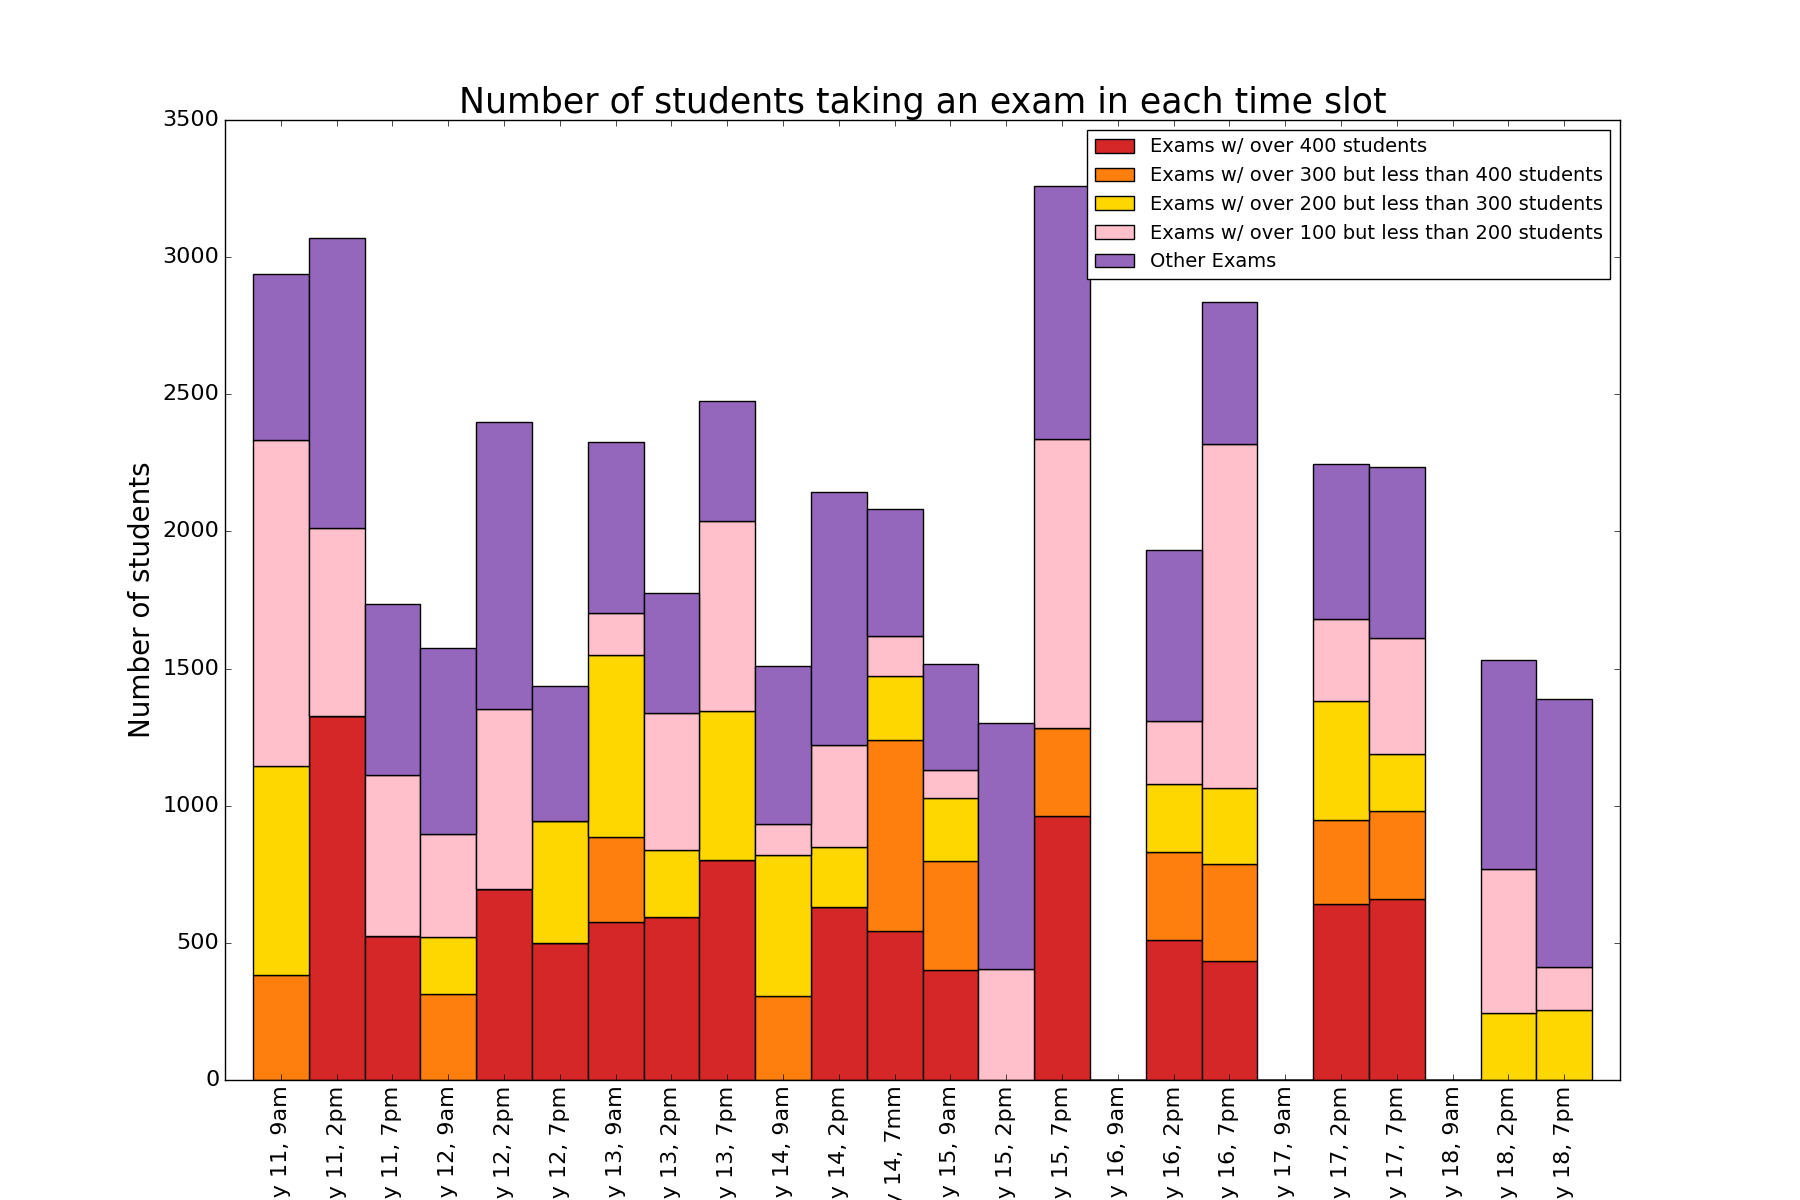 Number of students taking an exam in each time slot
Exams w/ over 400 students
Exams w/ over 300 but less than 400 students
Exams w/ over 200 but less than 300 students
Exams w/ over 100 but less than 200 students
Other Exams
Number of students
3500
3000
2500
2000
1500
1000
500
0
y 11, 9am
y 11, 2pm
y 11, 7pm
y 12, 9am
y 12, 2pm
y 12, 7pm
y 13, 9am
y 13, 2pm
y 13, 7pm
y 14, 9am
y 14, 2pm
y 14, 7mm
y 15, 9am
y 15, 2pm
y 15, 7pm
y 16, 9am
y 16, 2pm
y 16, 7pm
y 17, 9am
y 17, 2pm
y 17, 7pm
y 18, 9am
y 18, 2pm
y 18, 7pm